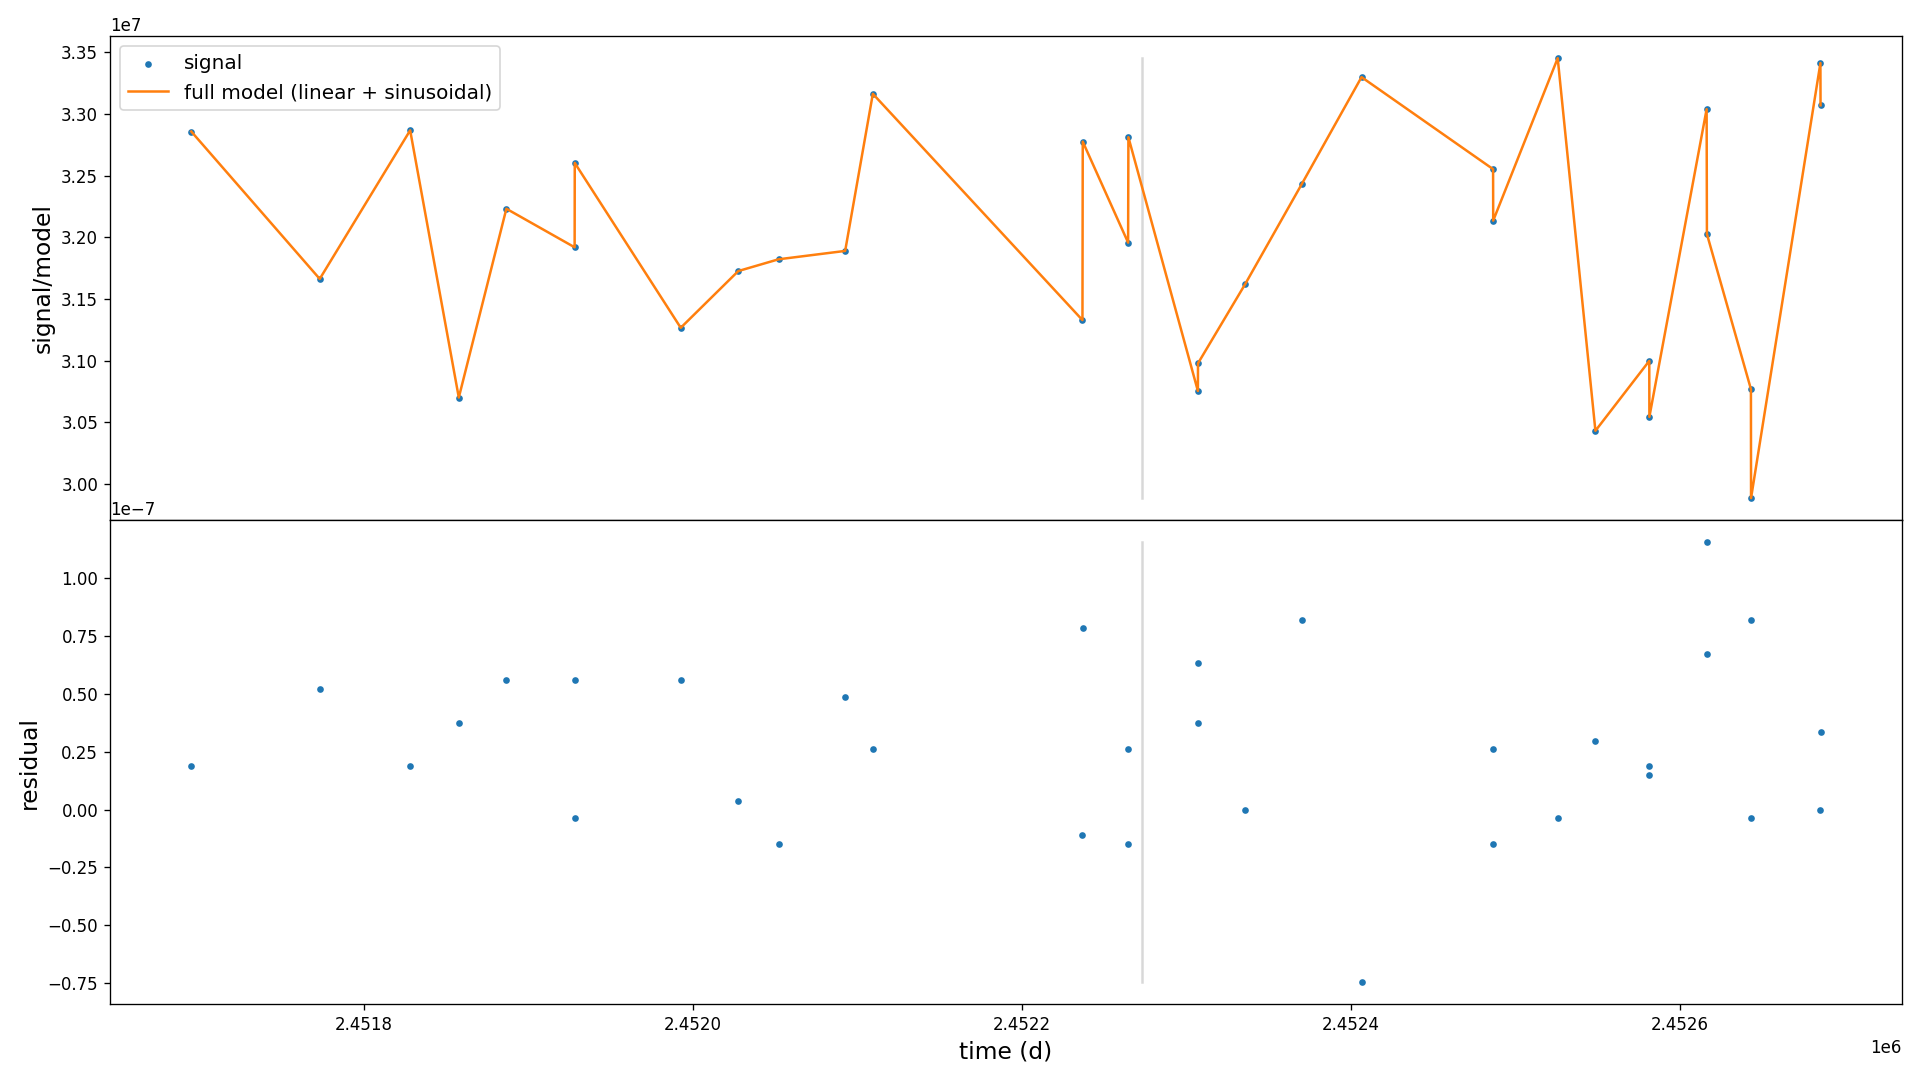 1e7
3.35
3.30
3.25
3.20
3.15
3.10
3.05
3.00
signal/model
signal
full model (linear + sinusoidal)
1e−7
1.00
0.75
0.50
0.25
0.00
−0.25
−0.50
−0.75
residual
2.4518 2.4520 2.4522 2.4524 2.4526
1e6
time (d)